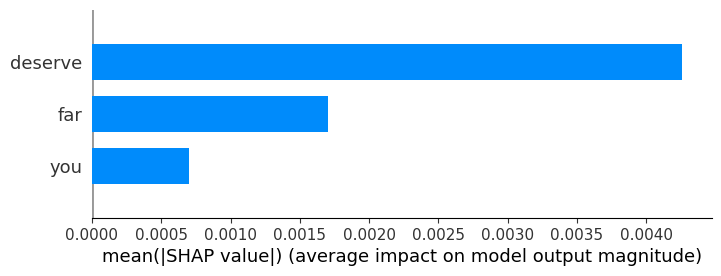 deserve
far
you
0.0000 0.0005 0.0010 0.0015 0.0020 0.0025 0.0030 0.0035 0.0040
mean(|SHAP value|) (average impact on model output magnitude)